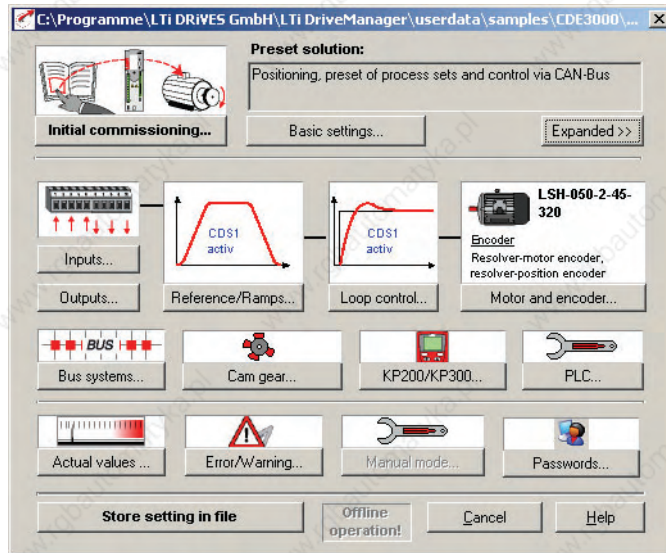 C:\Programme\LTi DRiVES GmbH\LTi DriveManager\userdata\samples\CDE3000\...
Preset solution:
Positioning, preset of process sets and control via CAN-Bus
Initial commissioning...
Basic settings...
Expanded >>
CDS1
activ
CDS1
activ
LSH-050-2-45-
320
Encoder
Resolver-motor encoder,
resolver-position encoder
Inputs...
Outputs...
Reference/Ramps...
Loop control...
Motor and encoder...
BUS
Bus systems...
Cam gear...
KP200/KP300...
PLC...
Actual values ...
Error/Warning...
Manual mode...
Passwords...
Store setting in file
Offline
operation!
Cancel
Help
www.rgbautomatyka.pl